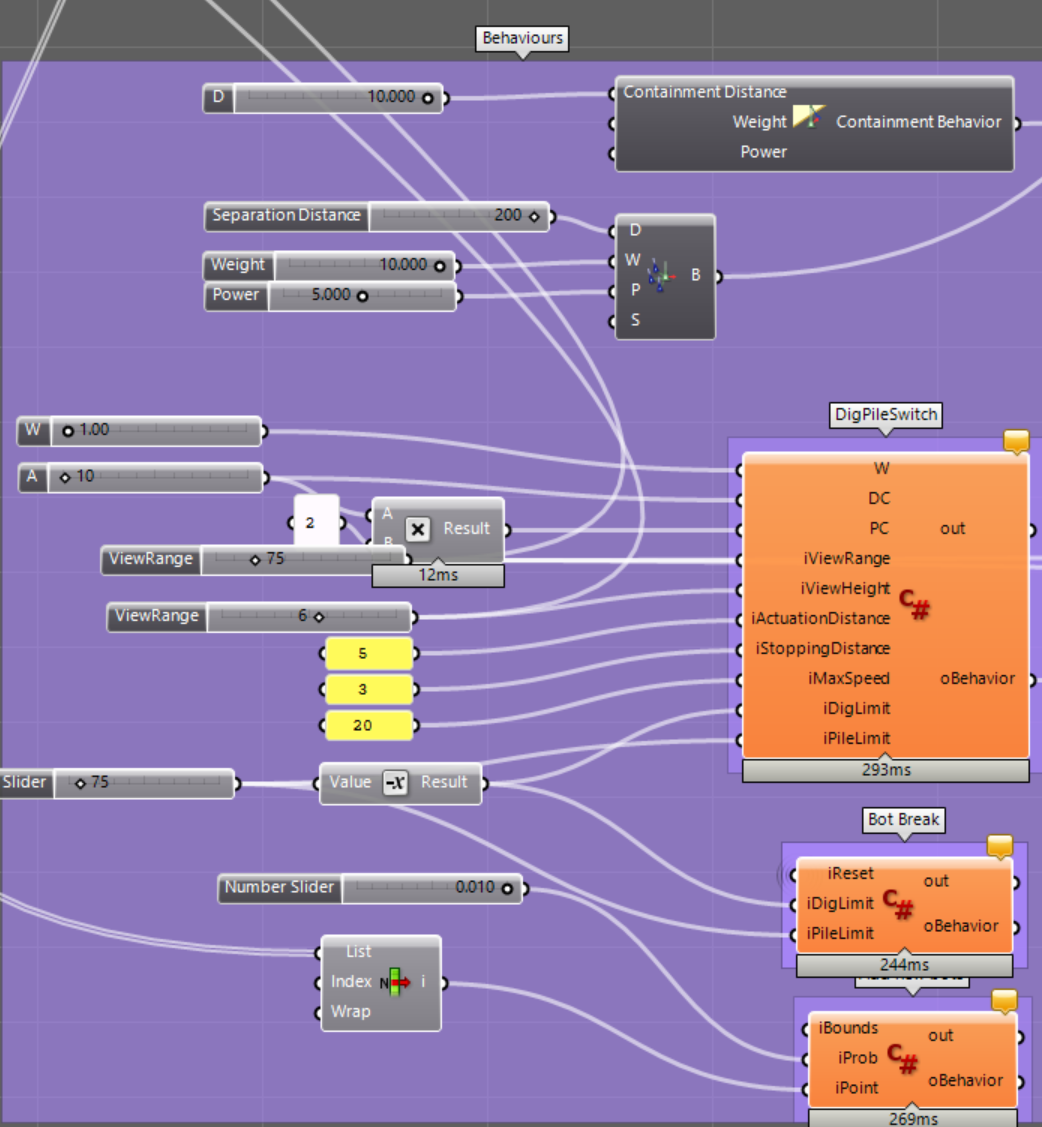 Behaviours
D 10.000
Containment Distance
Weight Containment Behavior
Power
Separation Distance 200
Weight 10.000
Power 5.000
D
W
P
S
B
W 1.00
A 10
2
A
B
Result
12ms
ViewRange 75
ViewRange 6
5
3
20
DigPileSwitch
W
DC
PC out
iViewRange
iViewHeight
C#
iActuationDistance
iStoppingDistance
iMaxSpeed oBehavior
iDigLimit
iPileLimit
293ms
Slider 75
Value -x Result
Number Slider 0.010
List
Index N i
Wrap
Bot Break
iReset
out
iDigLimit
C#
oBehavior
iPileLimit
244ms
iBounds
out
iProb
C#
oBehavior
iPoint
269ms